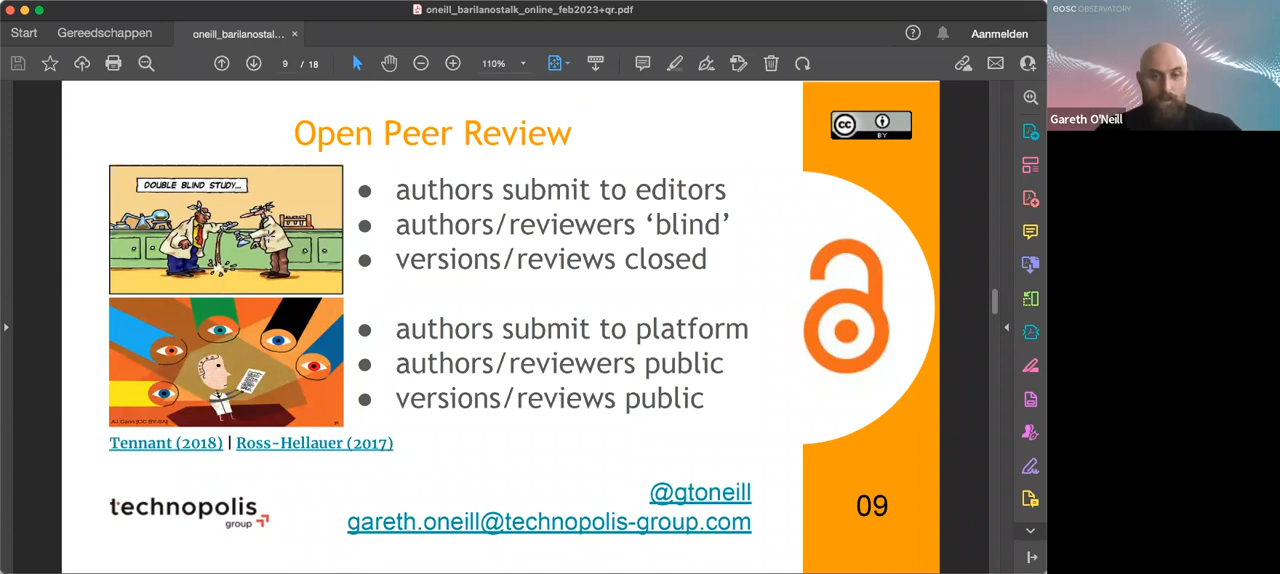 oneill_barilanostalk_online_feb2023+qr.pdf
Start
Gereedschappen
oneill_barilanostal...
Aanmelden
9 / 18
110%
eosc OBSERVATORY
Gareth O'Neill
Open Peer Review
CC BY
DOUBLE BLIND STUDY...
● authors submit to editors
● authors/reviewers ‘blind’
● versions/reviews closed
● authors submit to platform
● authors/reviewers public
● versions/reviews public
Tennant (2018) | Ross-Hellauer (2017)
technopolis
group
@gtoneill
gareth.oneill@technopolis-group.com
09